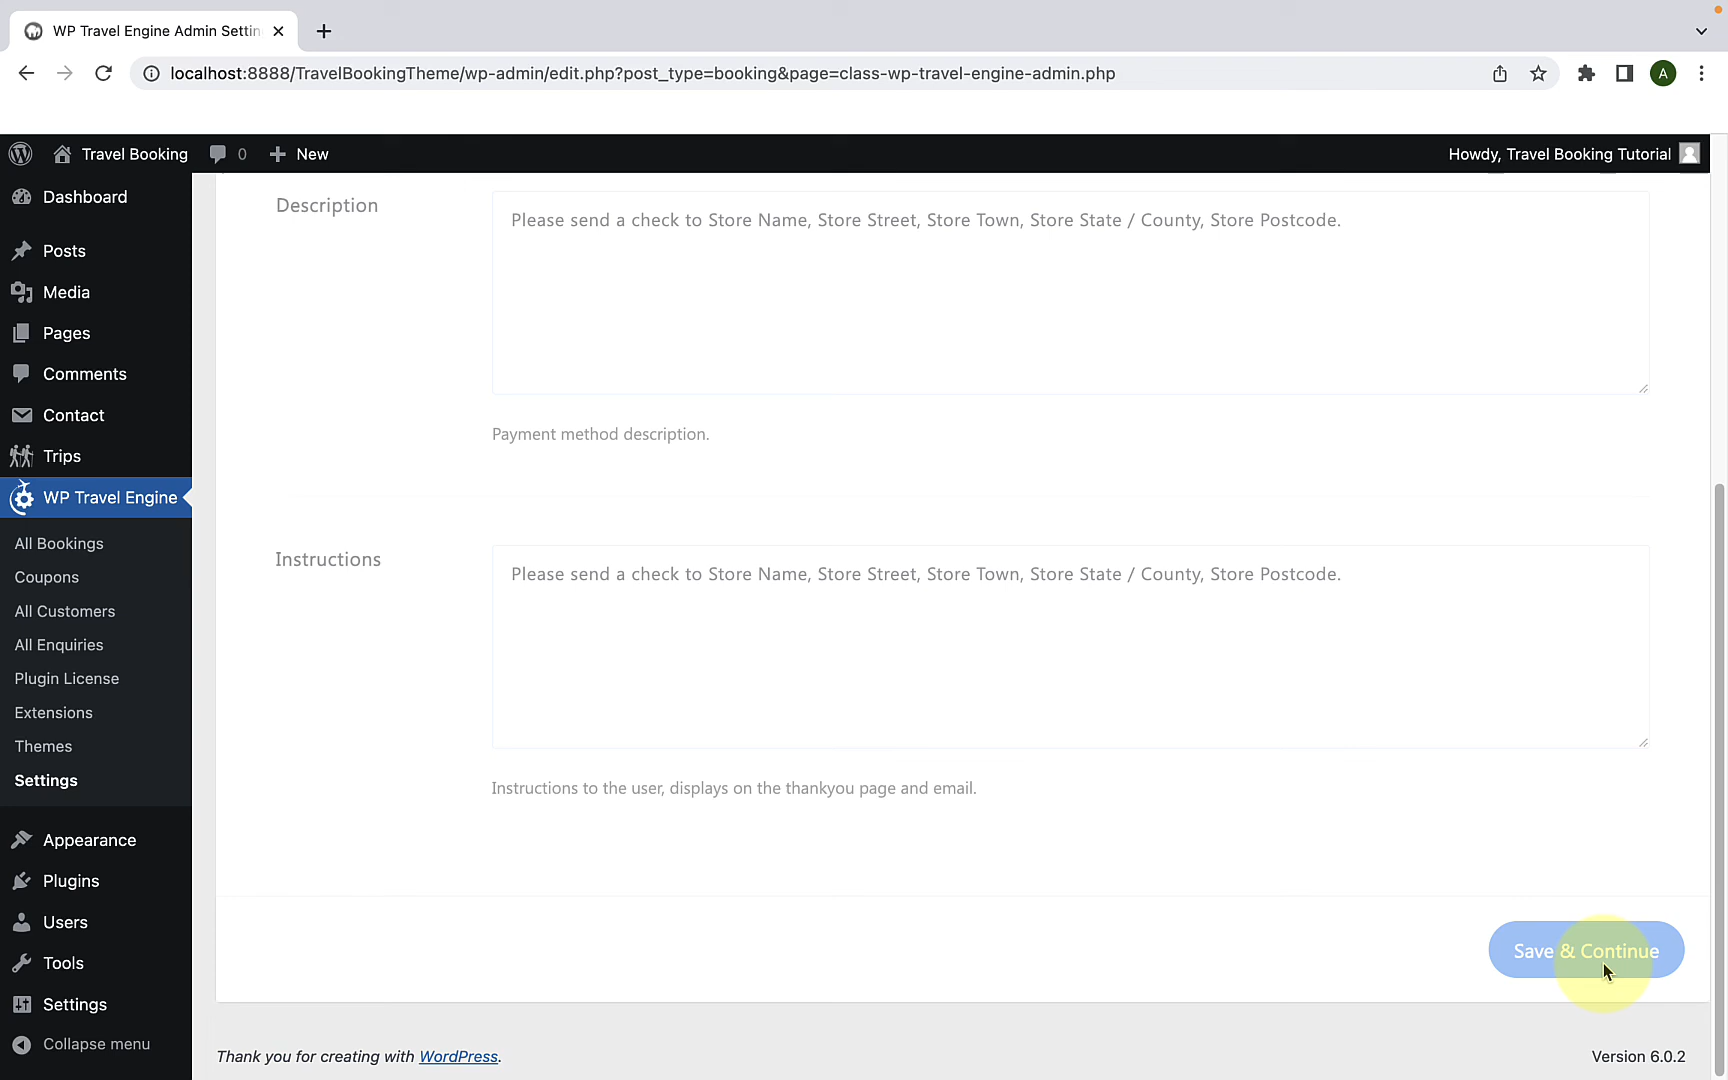 WP Travel Engine Admin Settin
localhost:8888/TravelBookingTheme/wp-admin/edit.php?post_type=booking&page=class-wp-travel-engine-admin.php
A
Travel Booking
0
New
Howdy, Travel Booking Tutorial
Dashboard
Posts
Media
Pages
Comments
Contact
Trips
WP Travel Engine
All Bookings
Coupons
All Customers
All Enquiries
Plugin License
Extensions
Themes
Settings
Appearance
Plugins
Users
Tools
Settings
Collapse menu
Description
Please send a check to Store Name, Store Street, Store Town, Store State / County, Store Postcode.
Payment method description.
Instructions
Please send a check to Store Name, Store Street, Store Town, Store State / County, Store Postcode.
Instructions to the user, displays on the thankyou page and email.
Save & Continue
Thank you for creating with WordPress.
Version 6.0.2